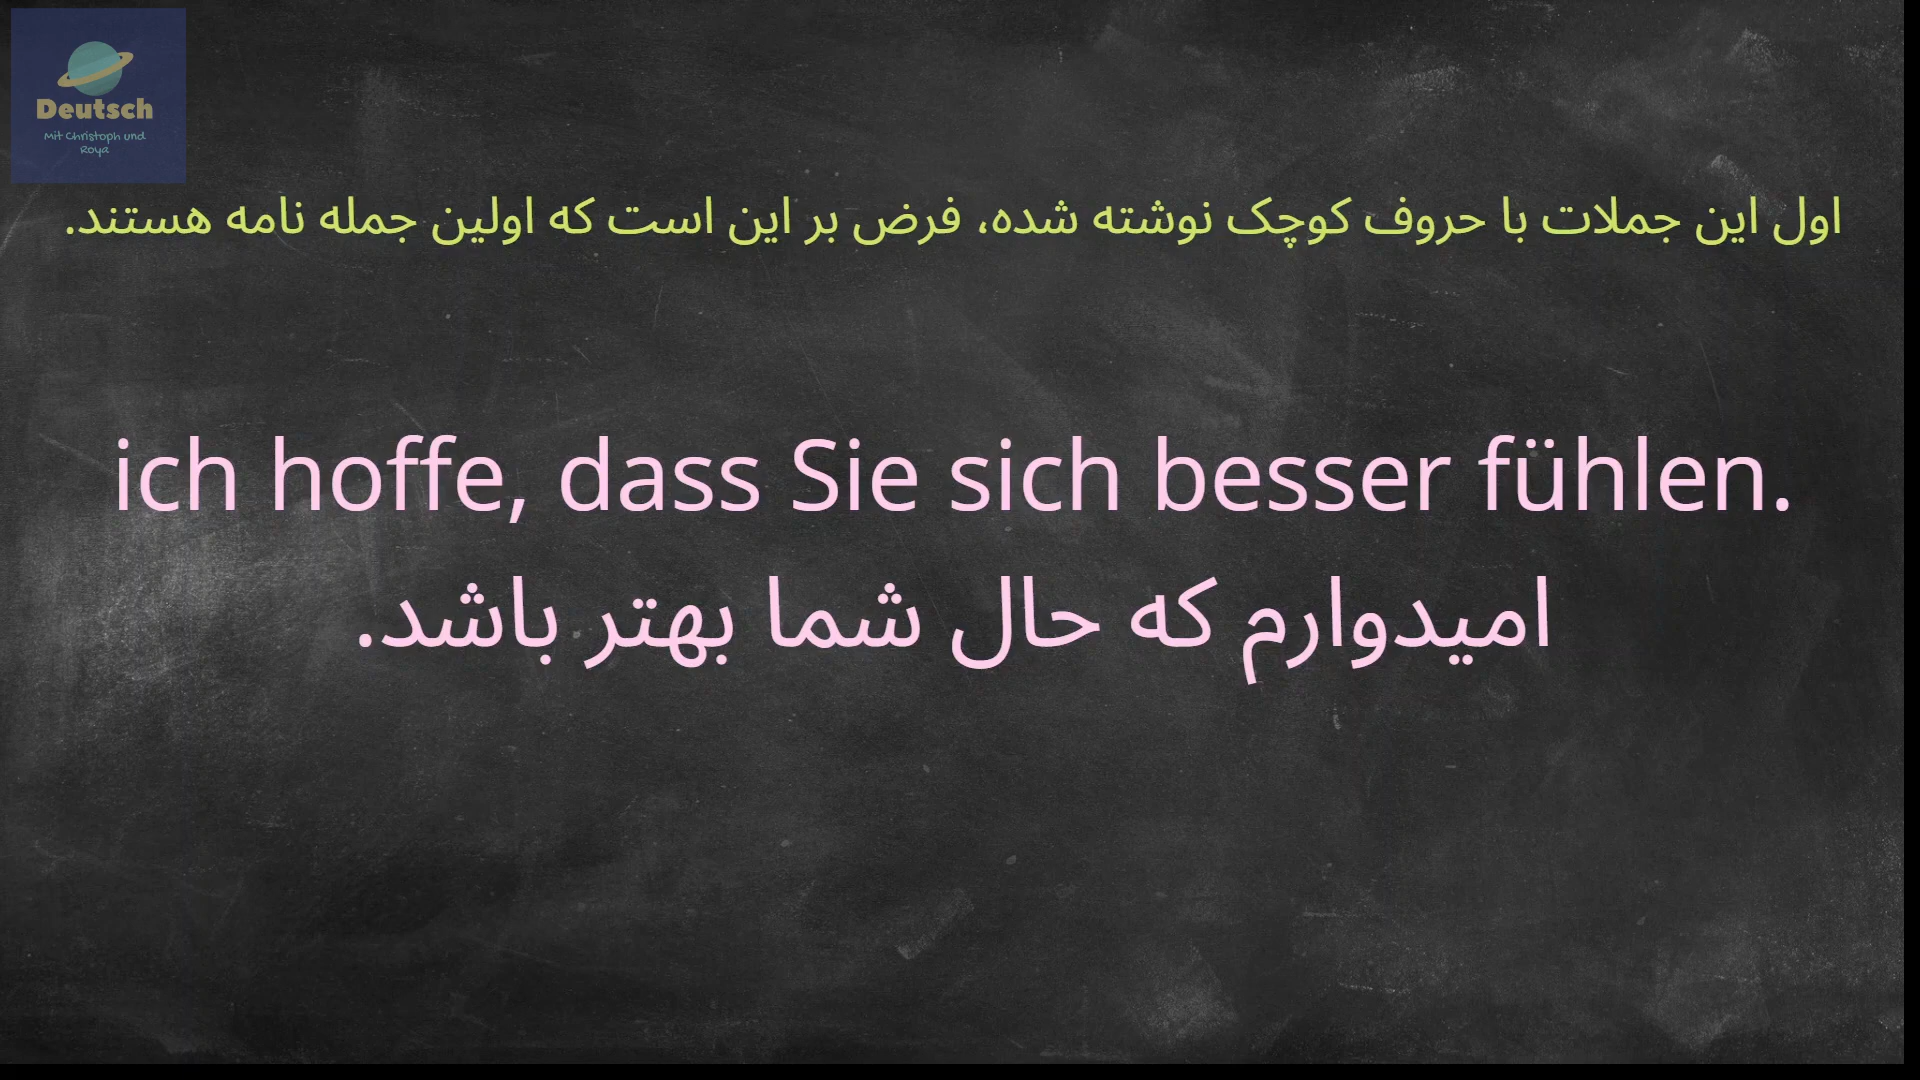 Deutsch
Mit Christoph und
Roya
اول این جملات با حروف کوچک نوشته شده، فرض بر این است که اولین جمله نامه هستند.
ich hoffe, dass Sie sich besser fühlen.
امیدوارم که حال شما بهتر باشد.